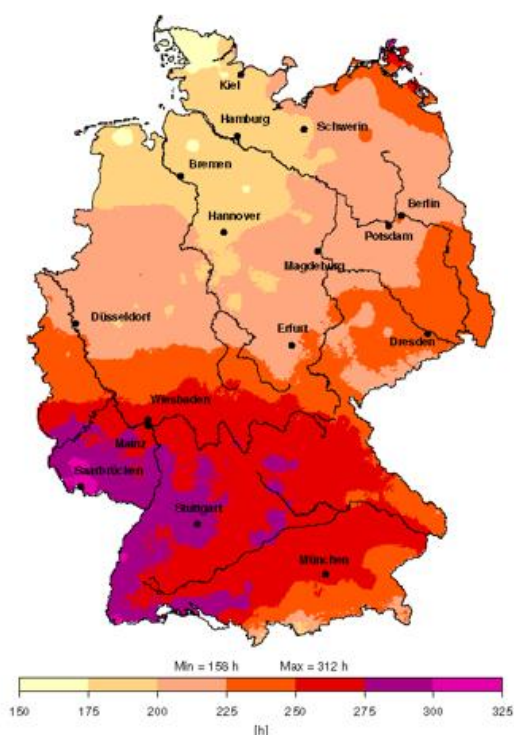 Kiel
Hamburg
Schwerin
Bremen
Berlin
Hannover
Potsdam
Magdeburg
Düsseldorf
Erfurt
Dresden
Wiesbaden
Mainz
Saarbrücken
Stuttgart
München
Min = 158 h Max = 312 h
150 175 200 225 250 275 300 325
[h]